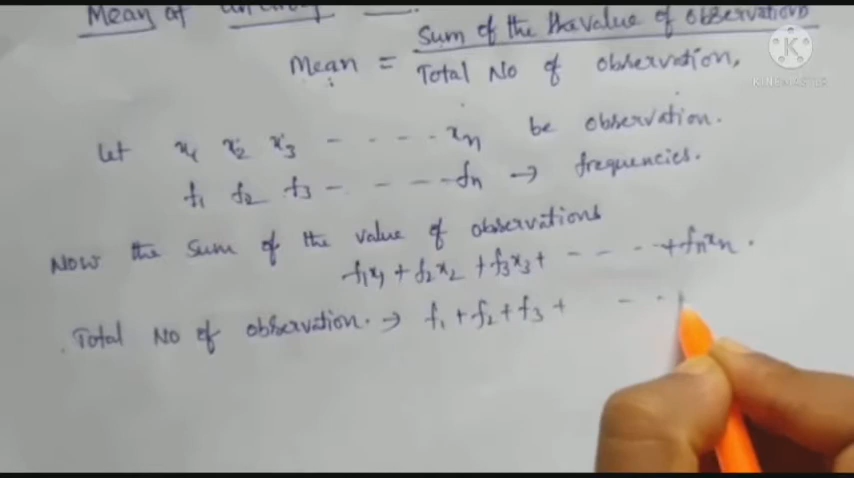 Mean of
Sum of the value of observations
Mean = Total No of observation,
Let x1 x2 x3 - - - - - xn be observation.
f1 f2 f3 - - - - - fn → frequencies.
Now the sum of the value of observations
f1x1 + f2x2 + f3x3 + - - - - + fnxn.
Total No of observation. → f1 + f2 + f3 + - - +
K
KINEMASTER